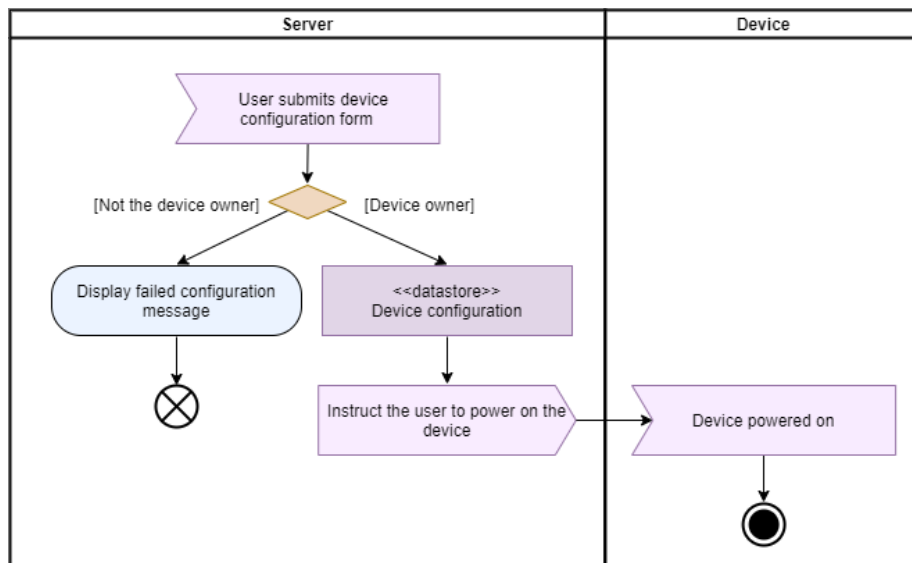 Server
Device
User submits device
configuration form
[Not the device owner]
[Device owner]
Display failed configuration
message
<<datastore>>
Device configuration
Instruct the user to power on the
device
Device powered on